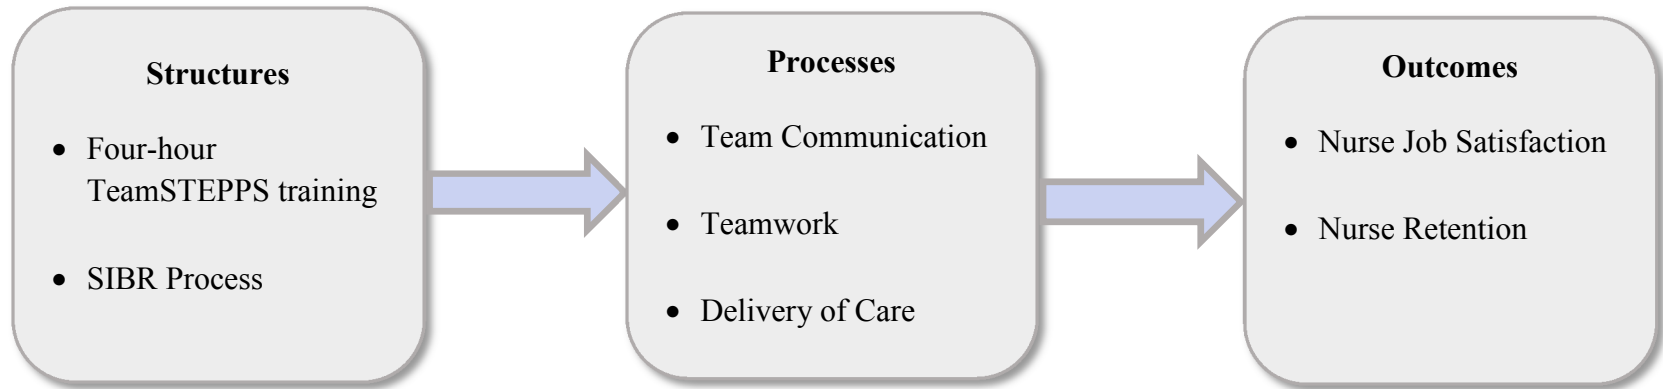 Structures
• Four-hour
TeamSTEPPS training
• SIBR Process
Processes
• Team Communication
• Teamwork
• Delivery of Care
Outcomes
• Nurse Job Satisfaction
• Nurse Retention